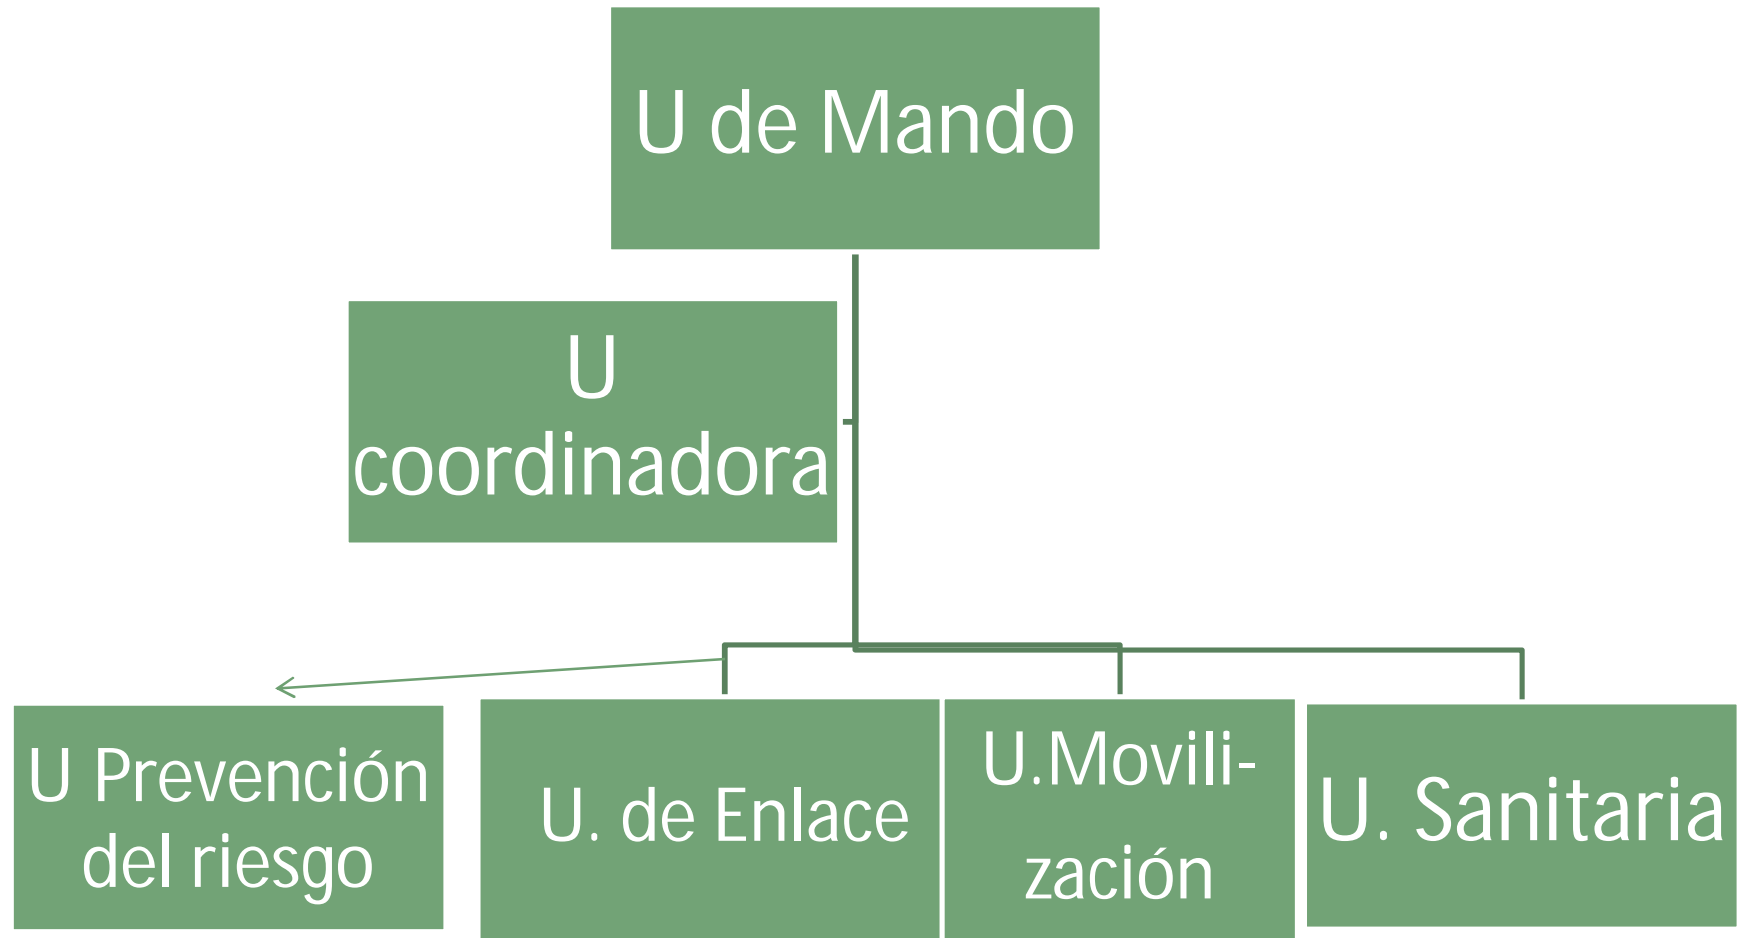 U de Mando
U
coordinadora
U Prevención
del riesgo
U. de Enlace
U.Movili-
zación
U. Sanitaria